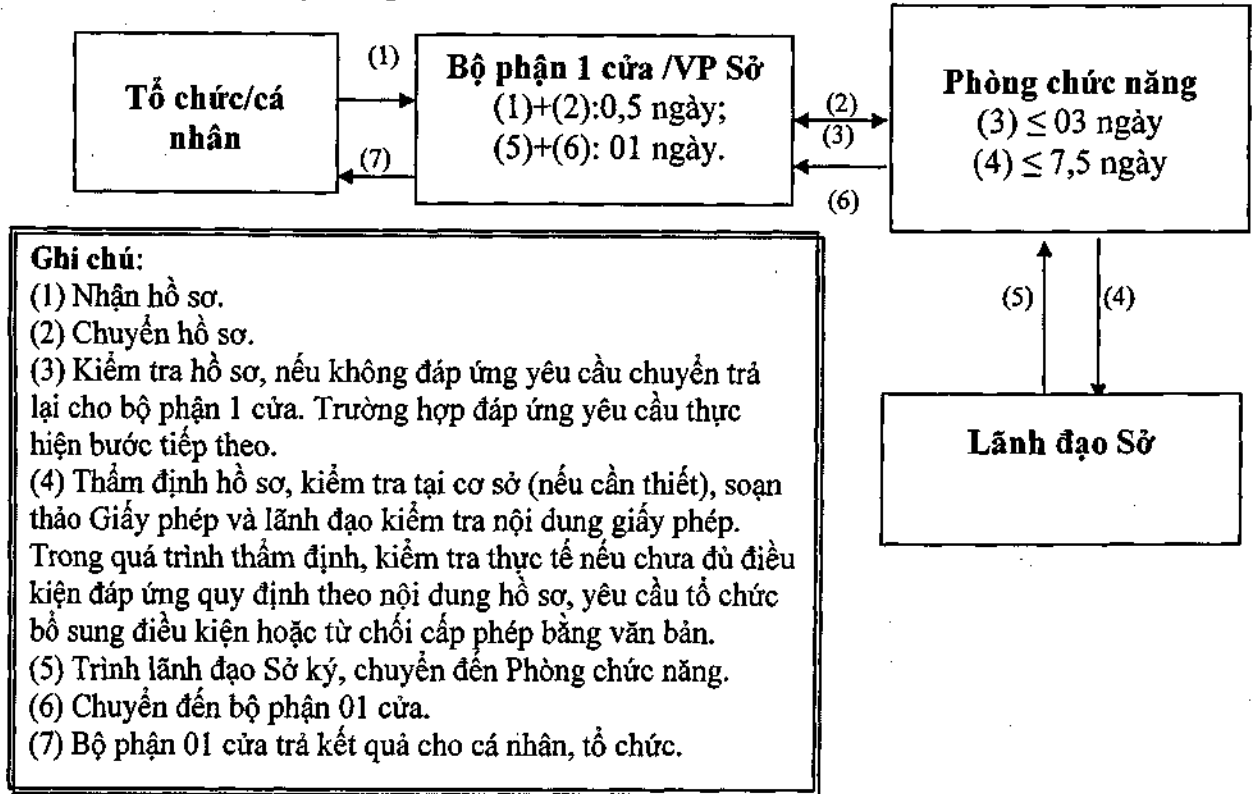 Tổ chức/cá
nhân
(1)
(7)
Bộ phận 1 cửa /VP Sở
(1)+(2):0,5 ngày;
(5)+(6): 01 ngày.
(2)
(3)
(6)
Phòng chức năng
(3) ≤ 03 ngày
(4) ≤ 7,5 ngày
(5)
(4)
Lãnh đạo Sở
Ghi chú:
(1) Nhận hồ sơ.
(2) Chuyển hồ sơ.
(3) Kiểm tra hồ sơ, nếu không đáp ứng yêu cầu chuyển trả
lại cho bộ phận 1 cửa. Trường hợp đáp ứng yêu cầu thực
hiện bước tiếp theo.
(4) Thẩm định hồ sơ, kiểm tra tại cơ sở (nếu cần thiết), soạn
thảo Giấy phép và lãnh đạo kiểm tra nội dung giấy phép.
Trong quá trình thẩm định, kiểm tra thực tế nếu chưa đủ điều
kiện đáp ứng quy định theo nội dung hồ sơ, yêu cầu tổ chức
bổ sung điều kiện hoặc từ chối cấp phép bằng văn bản.
(5) Trình lãnh đạo Sở ký, chuyển đến Phòng chức năng.
(6) Chuyển đến bộ phận 01 cửa.
(7) Bộ phận 01 cửa trả kết quả cho cá nhân, tổ chức.